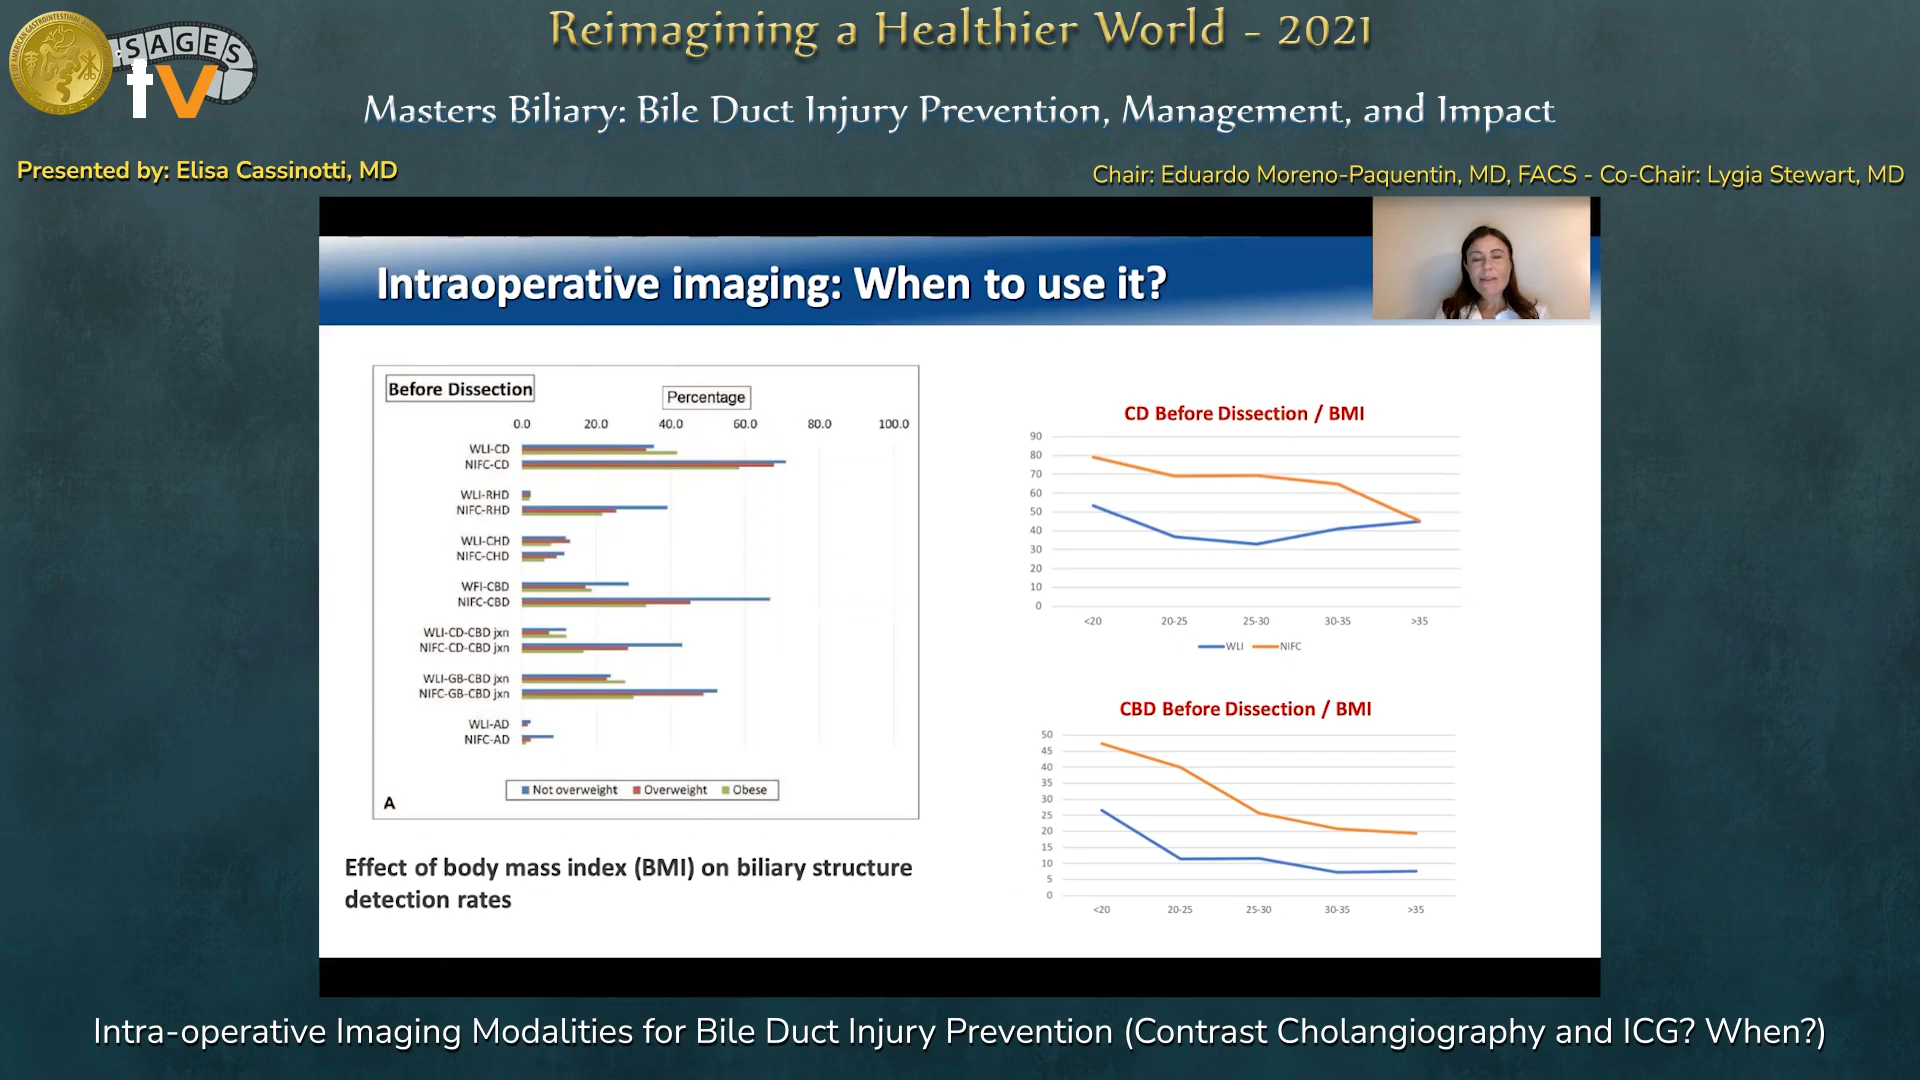 Reimagining a Healthier World - 2021
SAGES
tv
Masters Biliary: Bile Duct Injury Prevention, Management, and Impact
Presented by: Elisa Cassinotti, MD
Chair: Eduardo Moreno-Paquentin, MD, FACS - Co-Chair: Lygia Stewart, MD
Intraoperative imaging: When to use it?
Before Dissection
Percentage
0.0 20.0 40.0 60.0 80.0 100.0
WLI-CD
NIFC-CD
WLI-RHD
NIFC-RHD
WLI-CHD
NIFC-CHD
WFI-CBD
NIFC-CBD
WLI-CD-CBD jxn
NIFC-CD-CBD jxn
WLI-GB-CBD jxn
NIFC-GB-CBD jxn
WLI-AD
NIFC-AD
Not overweight Overweight Obese
A
Effect of body mass index (BMI) on biliary structure
detection rates
CD Before Dissection / BMI
90
80
70
60
50
40
30
20
10
0
<20 20-25 25-30 30-35 >35
WLI NIFC
CBD Before Dissection / BMI
50
45
40
35
30
25
20
15
10
5
0
<20 20-25 25-30 30-35 >35
Intra-operative Imaging Modalities for Bile Duct Injury Prevention (Contrast Cholangiography and ICG? When?)